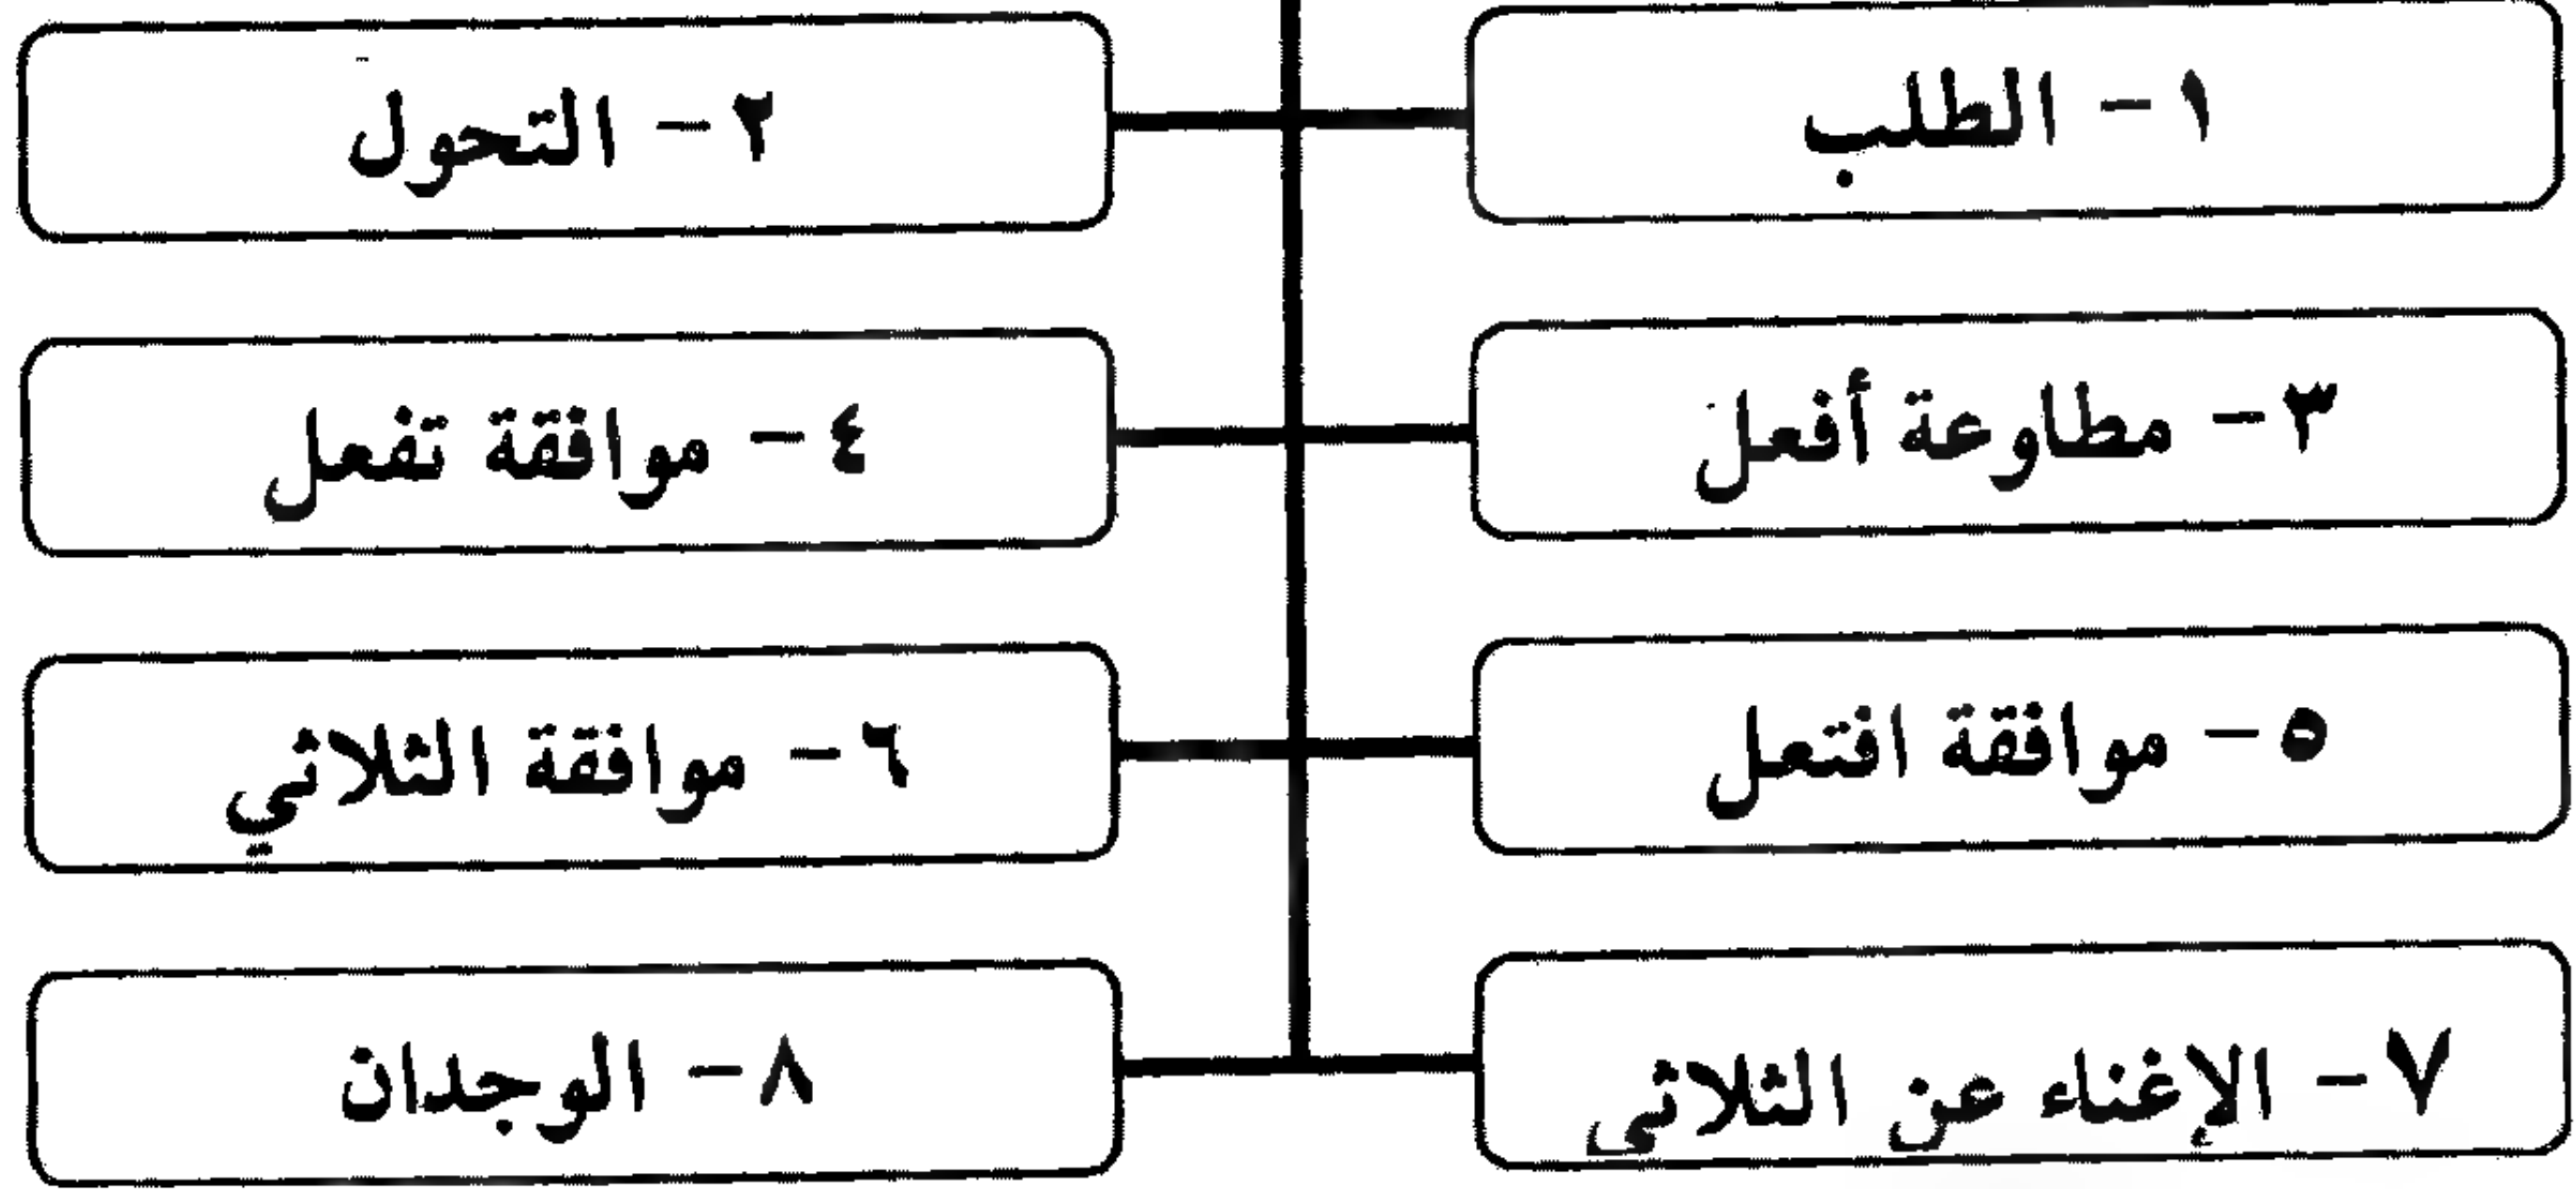 ١- الطلب
٢- التحول
٣- مطاوعة أفعل
٤- موافقة تفعل
٥- موافقة افتعل
٦- موافقة الثلاثي
٧- الإغناء عن الثلاثي
٨- الوجدان